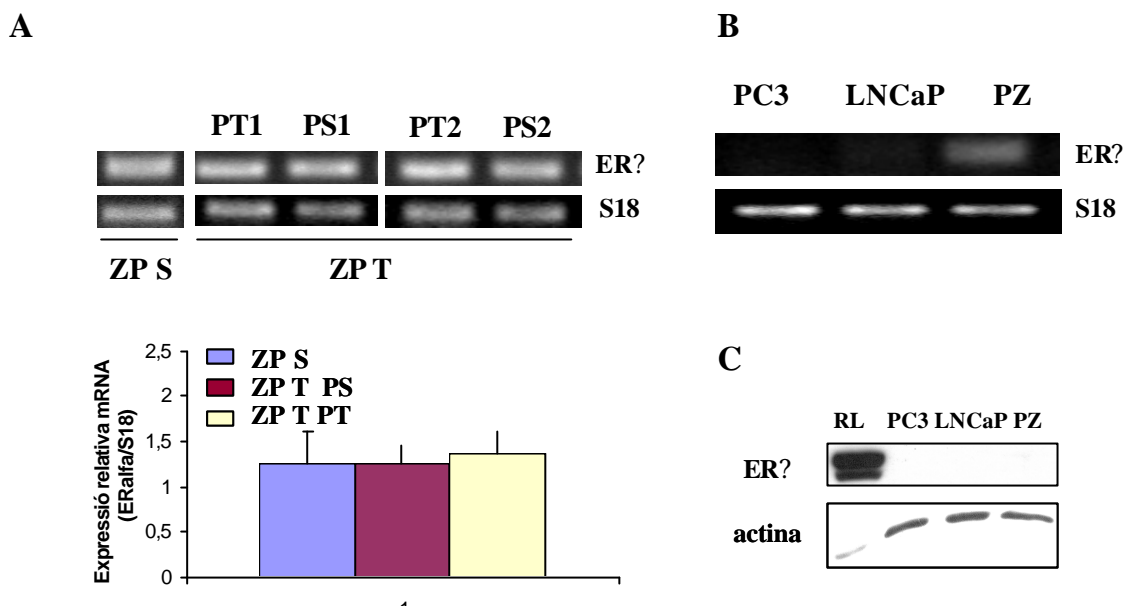 A
PT1 PS1 PT2 PS2
ER?
S18
ZP S ZP T
2,5
2
1,5
1
0,5
0
Expressió relativa mRNA
(ERalfa/S18)
ZP S
ZP T PS
ZP T PT
1
B
PC3 LNCaP PZ
ER?
S18
C
RL PC3 LNCaP PZ
ER?
actina